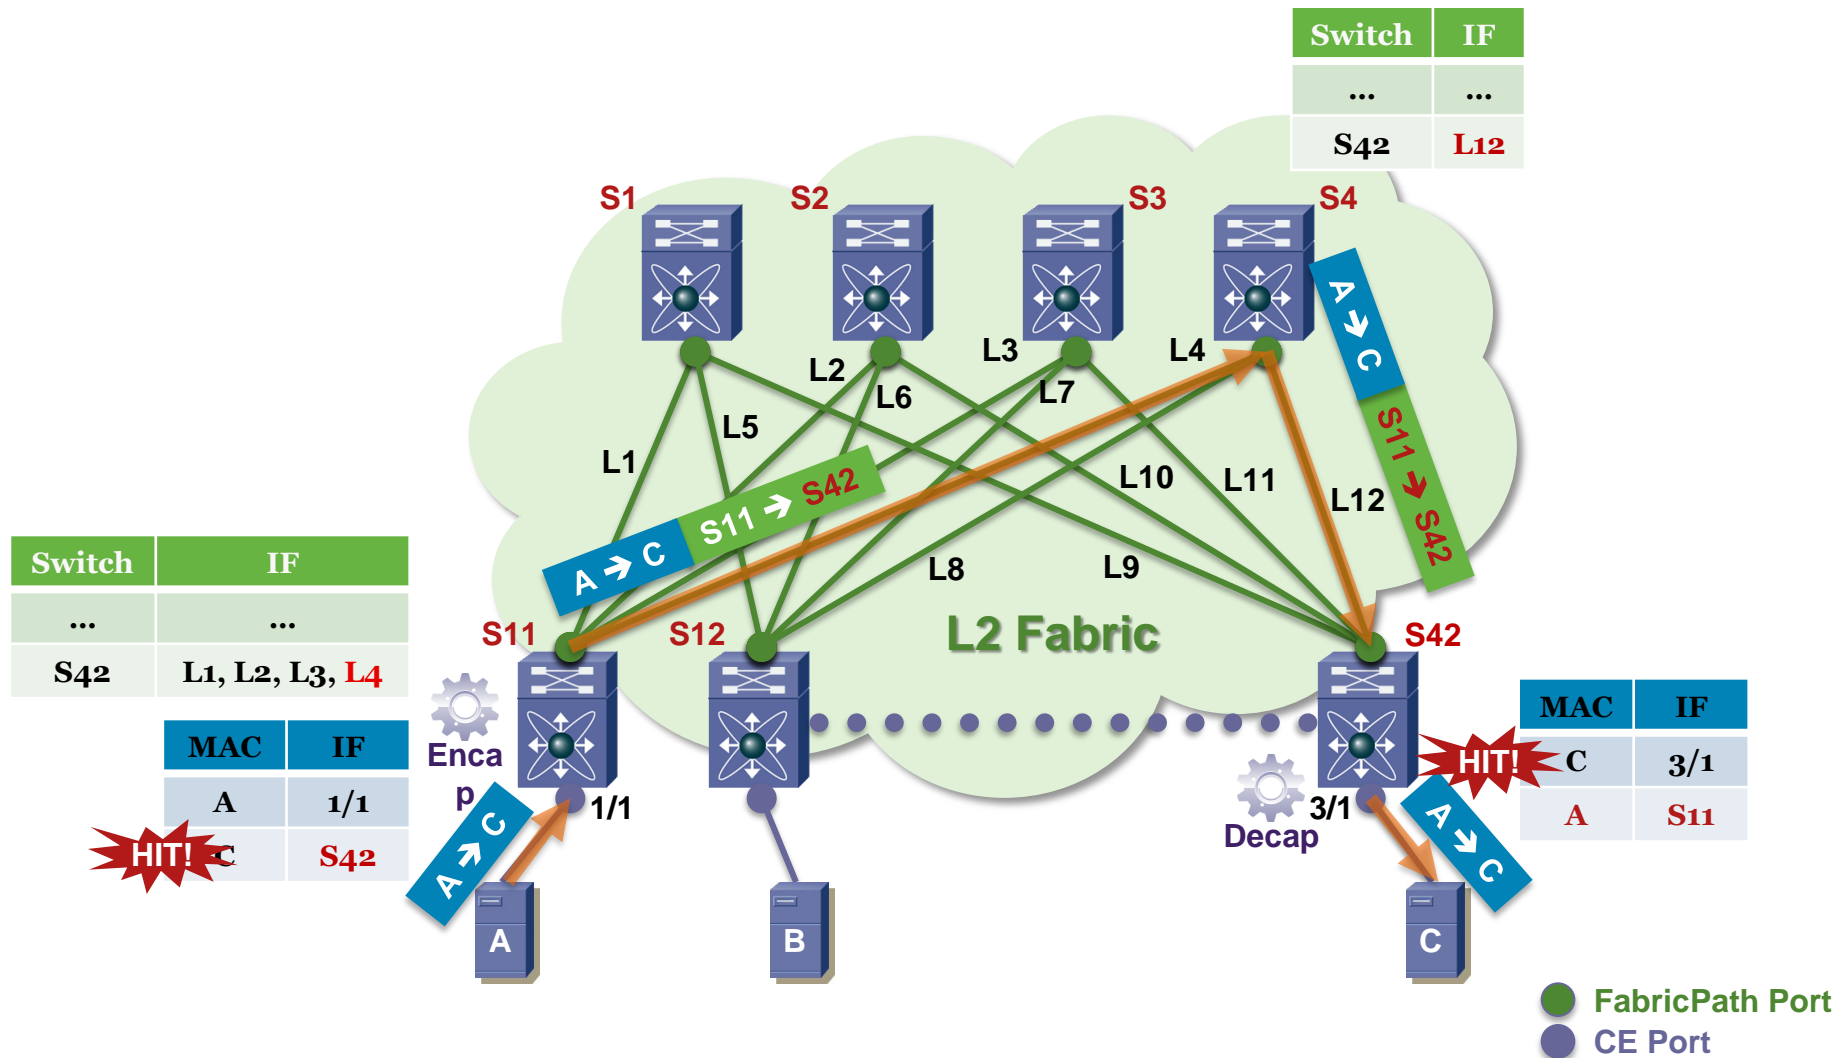 Switch IF
... ...
S42 L12
S1 S2 S3 S4
A → C S11 → S42
L1 L5 L2 L6 L3 L7 L4
L10 L11 L12
L8 L9
A → C S11 → S42
L2 Fabric
Switch IF
... ...
S42 L1, L2, L3, L4
S11 S12 S42
MAC IF
A 1/1
C S42
HIT!
Enca
p
1/1
A → C
Decap
3/1
MAC IF
C 3/1
A S11
HIT!
A → C
A
B
C
FabricPath Port
CE Port